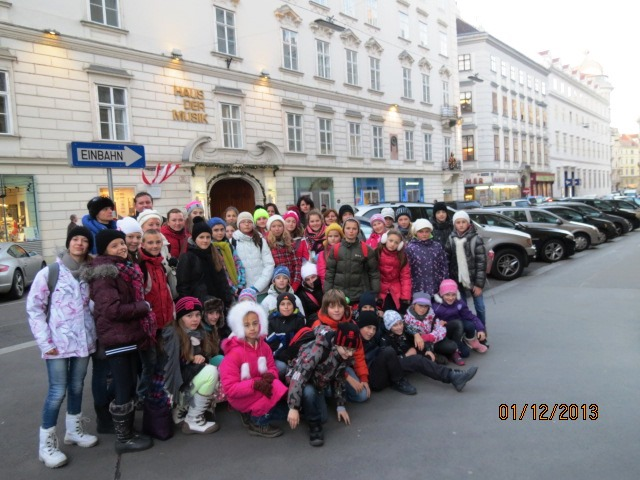 HAUS
DER
MUSIK
EINBAHN
01/12/2013